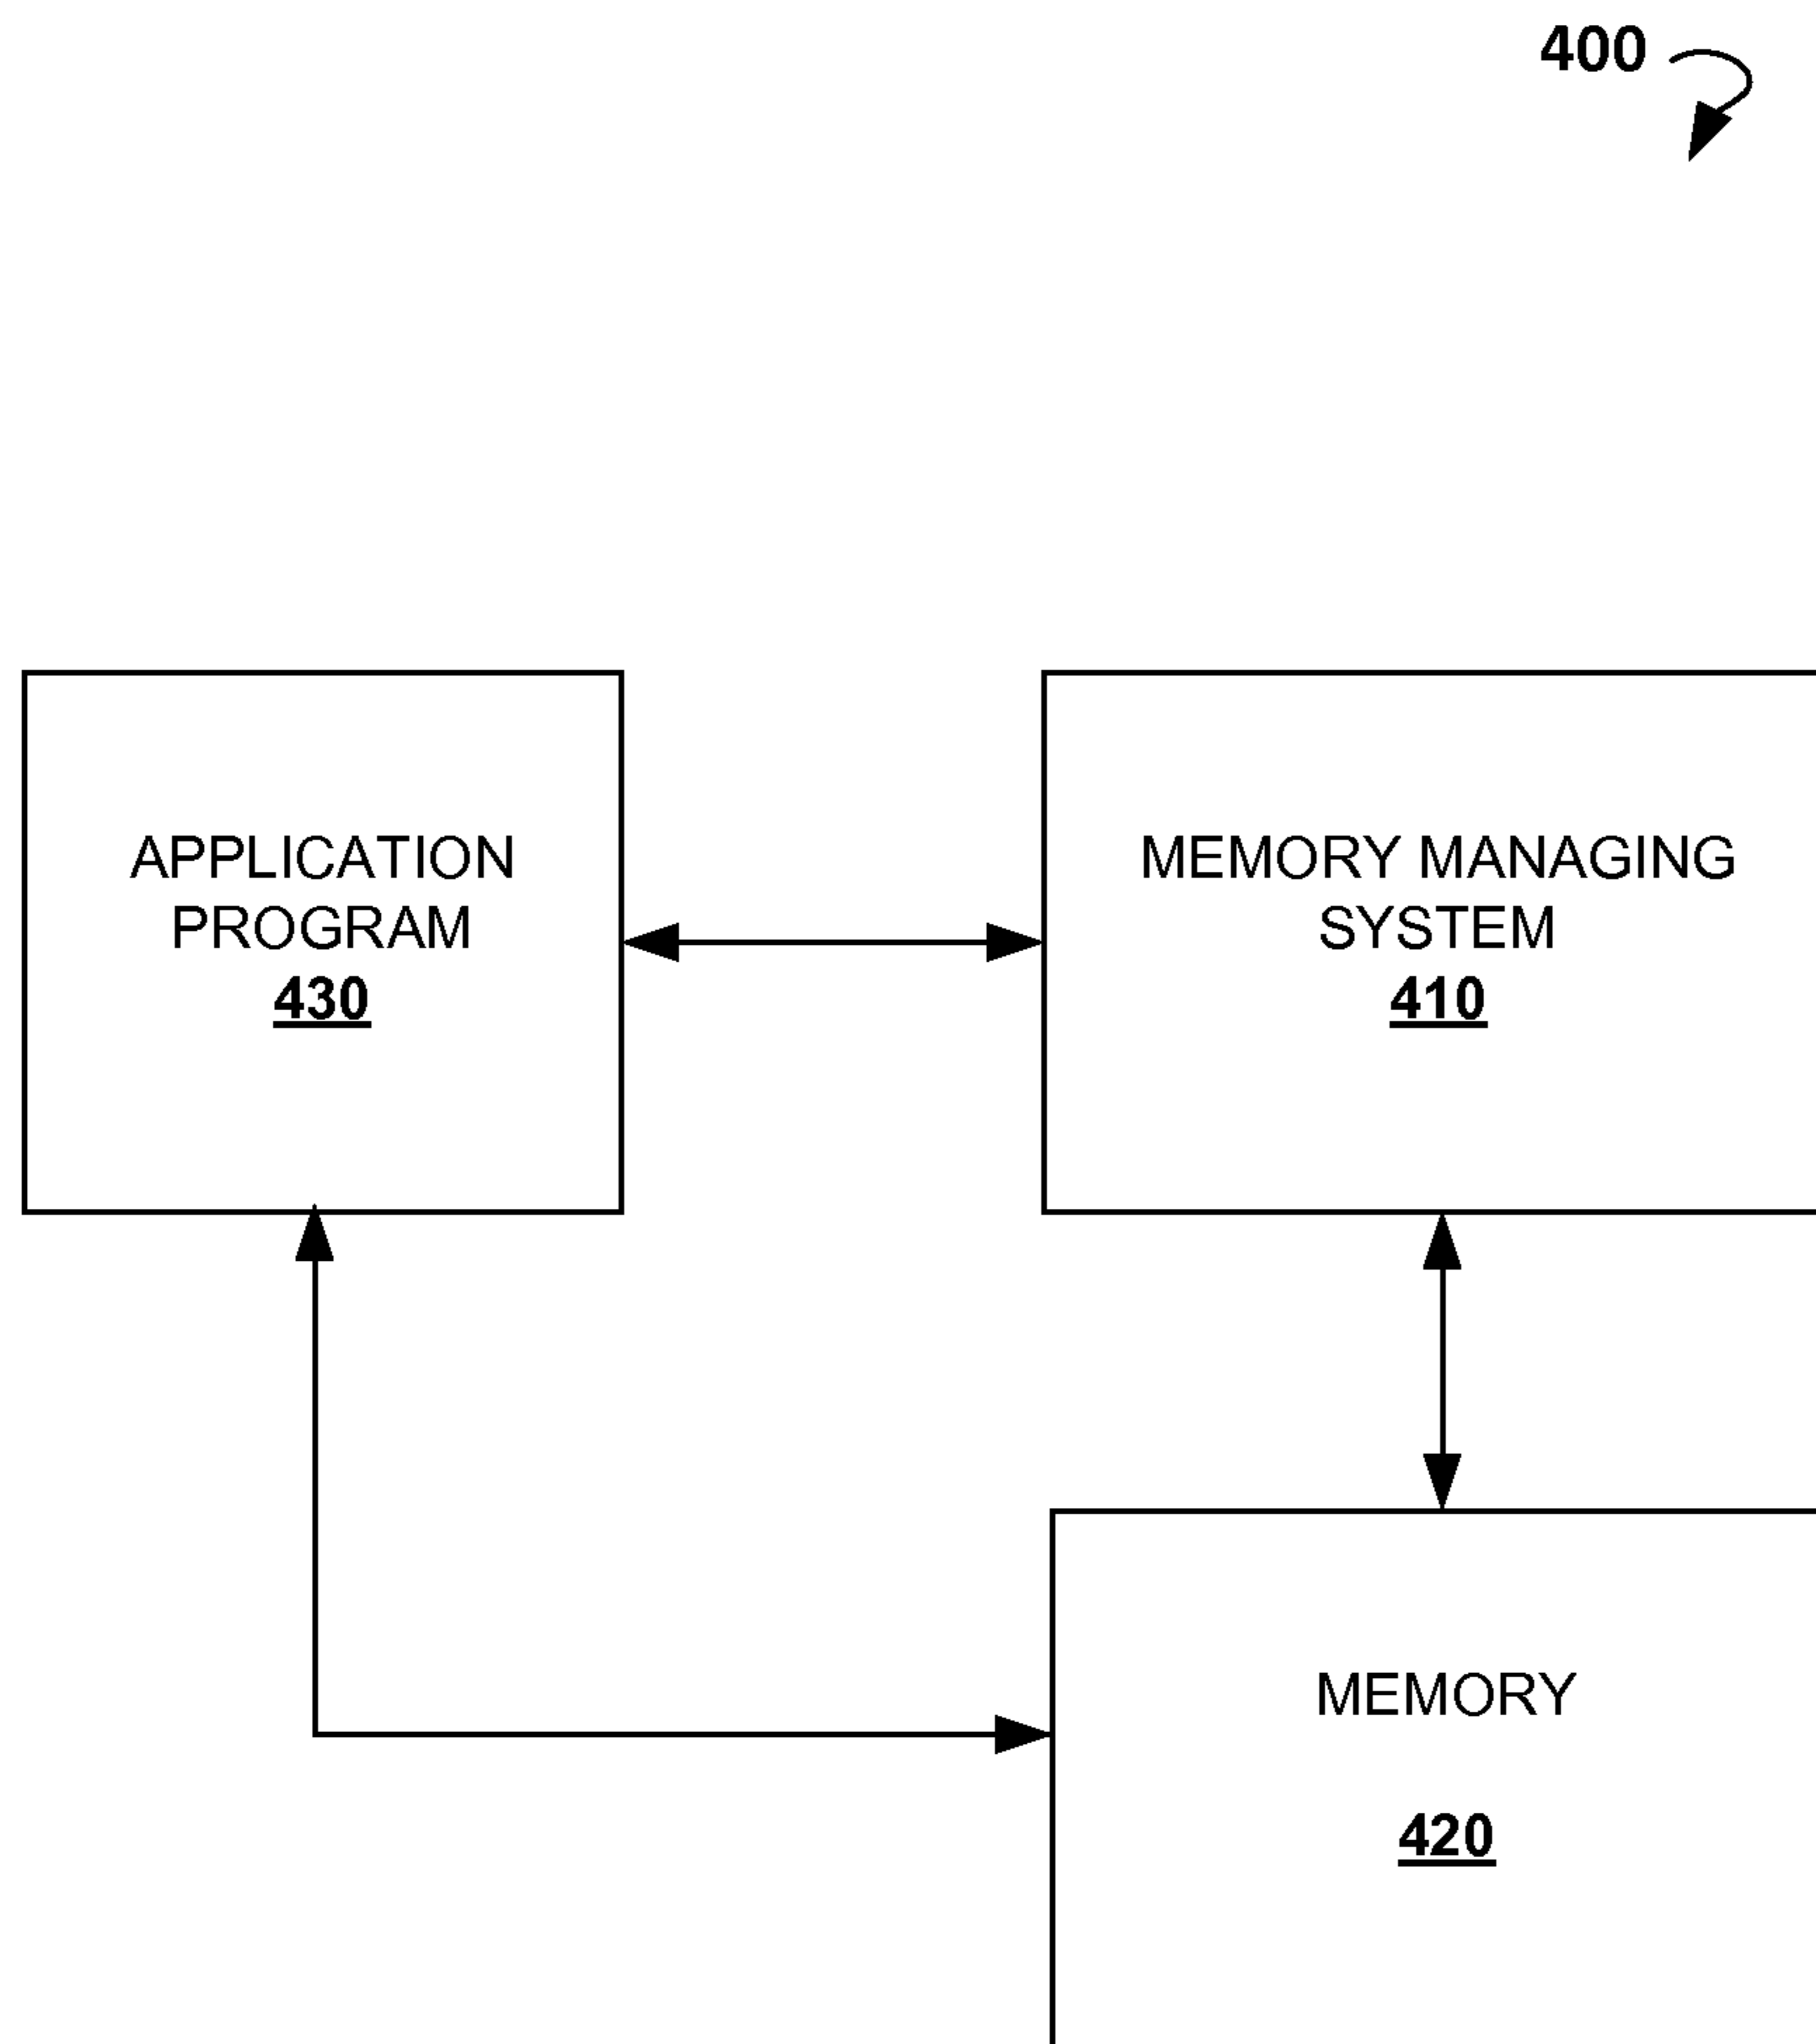 400
APPLICATION
PROGRAM
430
MEMORY MANAGING
SYSTEM
410
MEMORY
420